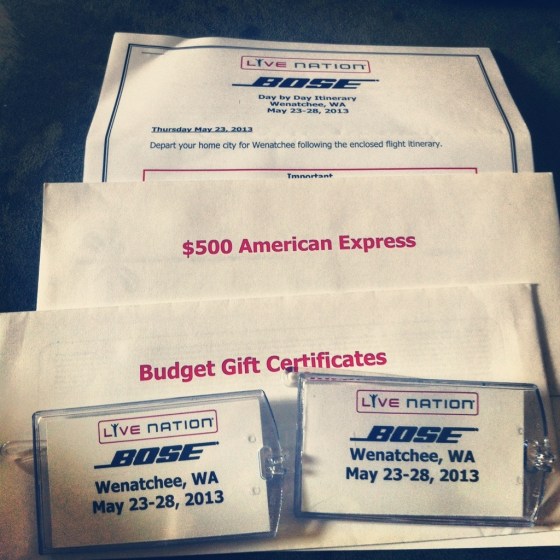 LIVE NATION
BOSE
Day by Day Itinerary
Wenatchee, WA
May 23-28, 2013
Thursday May 23, 2013
Depart your home city for Wenatchee following the enclosed flight itinerary.
Important
$500 American Express
Budget Gift Certificates
LIVE NATION
BOSE
Wenatchee, WA
May 23-28, 2013
LIVE NATION
BOSE
Wenatchee, WA
May 23-28, 2013